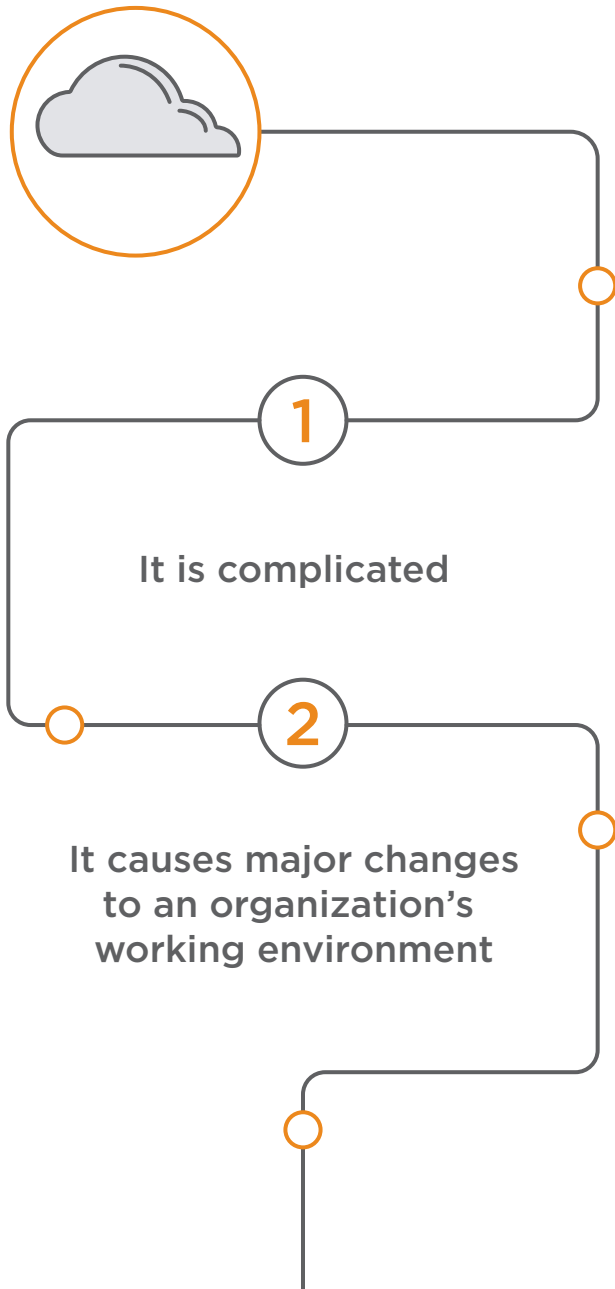 1
It is complicated
2
It causes major changes
to an organization’s
working environment